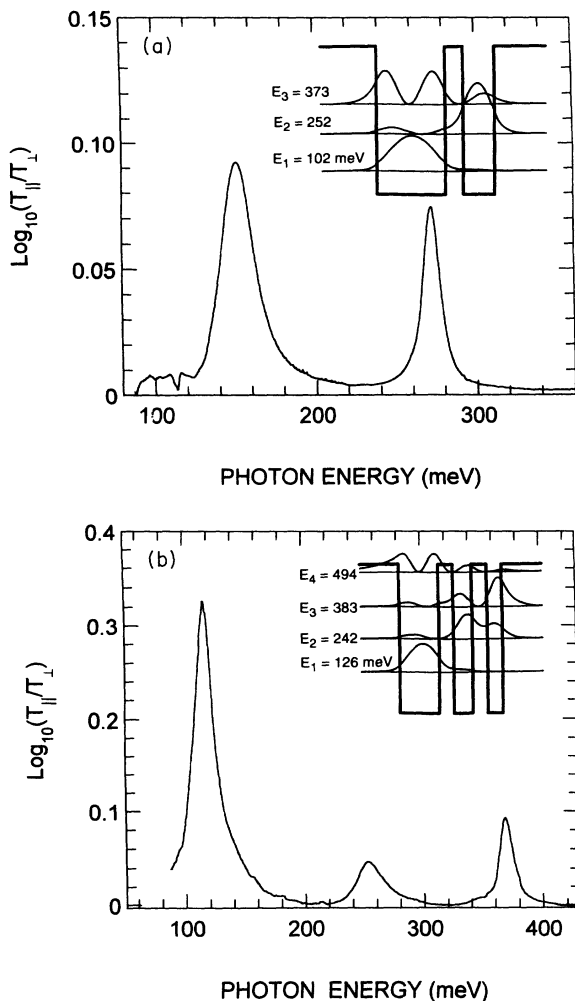 (a)
0.15
0.10
0.05
0
Log10(T||/T⊥)
E3 = 373
E2 = 252
E1 = 102 meV
100 200 300
PHOTON ENERGY (meV)
(b)
0.4
0.3
0.2
0.1
0
Log10(T||/T⊥)
E4 = 494
E3 = 383
E2 = 242
E1 = 126 meV
100 200 300 400
PHOTON ENERGY (meV)